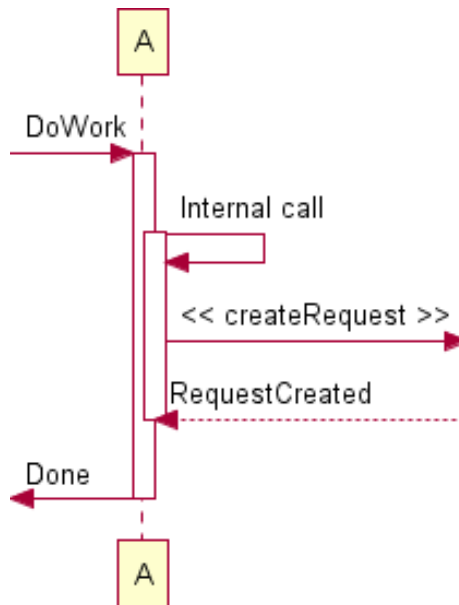 A
DoWork
Internal call
<< createRequest >>
RequestCreated
Done
A